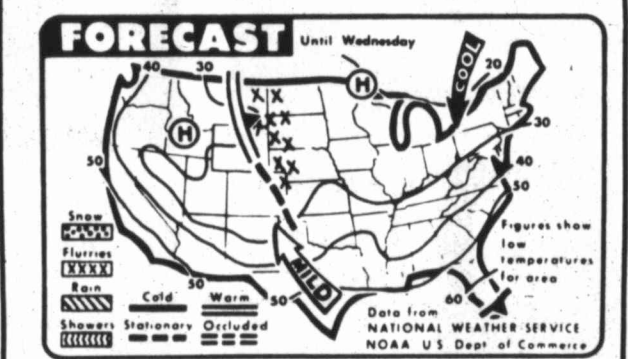 FORECAST Until Wednesday
COOL
40 30 H 20
H 30
50 40
50
Snow
Flurries
XXXX
Rain
Showers
50
Cold Warm
Stationary Occluded
50
MILD
60
Figures show
low
temperatures
for area
Data from
NATIONAL WEATHER SERVICE
NOAA U S Dept of Commerce